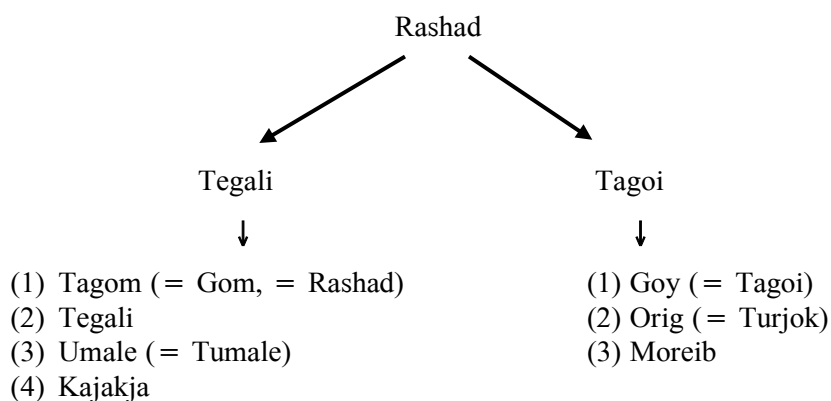 Rashad
Tegali
Tagoi
(1) Tagom (= Gom, = Rashad)
(2) Tegali
(3) Umale (= Tumale)
(4) Kajakja
(1) Goy (= Tagoi)
(2) Orig (= Turjok)
(3) Moreib